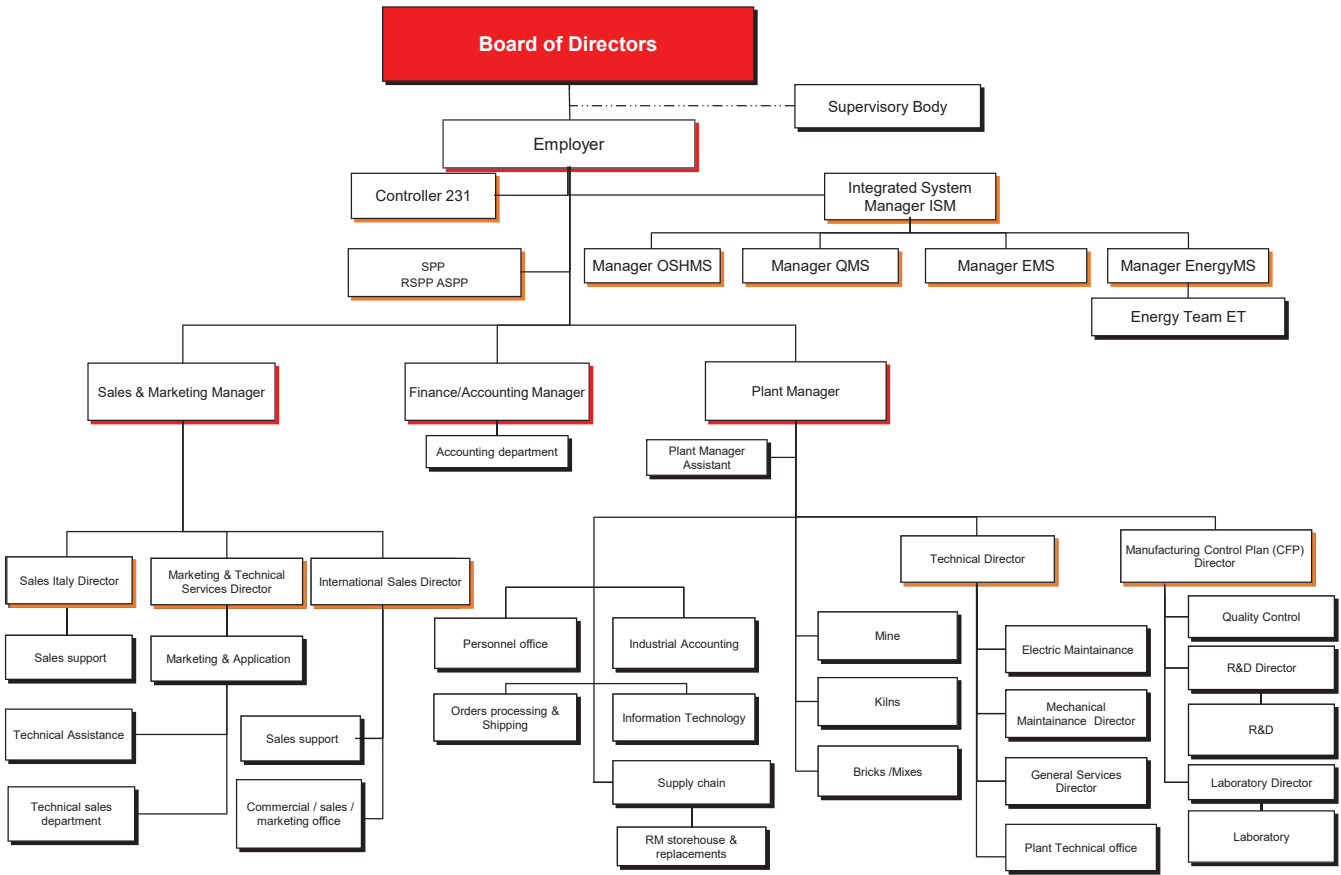 Board of Directors
Supervisory Body
Employer
Controller 231
Integrated System
Manager ISM
SPP
RSPP ASPP
Manager OSHMS
Manager QMS
Manager EMS
Manager EnergyMS
Energy Team ET
Sales & Marketing Manager
Finance/Accounting Manager
Plant Manager
Accounting department
Plant Manager
Assistant
Sales Italy Director
Marketing & Technical
Services Director
International Sales Director
Technical Director
Manufacturing Control Plan (CFP)
Director
Sales support
Marketing & Application
Personnel office
Industrial Accounting
Mine
Electric Maintainance
Quality Control
R&D Director
Technical Assistance
Sales support
Orders processing &
Shipping
Information Technology
Kilns
Mechanical
Maintainance Director
R&D
Supply chain
Bricks /Mixes
General Services
Director
Laboratory Director
Technical sales
department
Commercial / sales /
marketing office
RM storehouse &
replacements
Plant Technical office
Laboratory